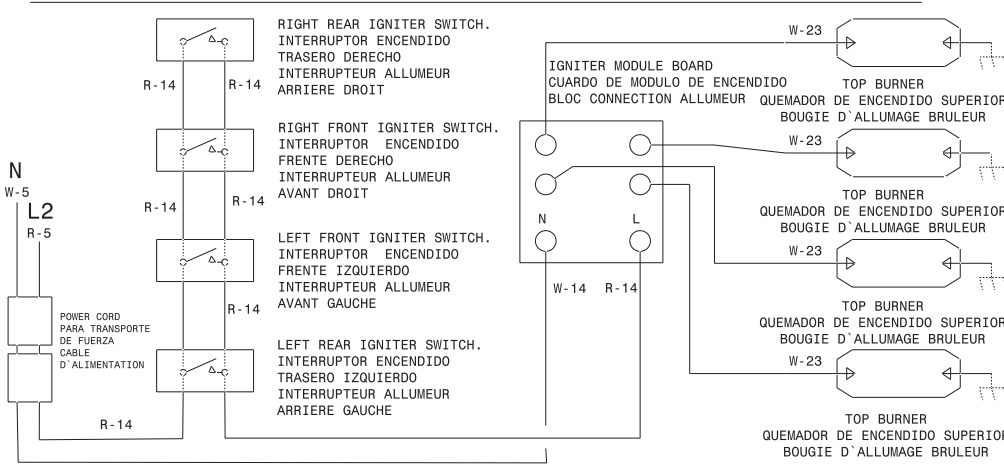 RIGHT REAR IGNITER SWITCH.
INTERRUPTOR ENCENDIDO
TRASERO DERECHO
INTERRUPTEUR ALLUMEUR
ARRIERE DROIT
R-14
R-14
RIGHT FRONT IGNITER SWITCH.
INTERRUPTOR ENCENDIDO
FRENTE DERECHO
INTERRUPTEUR ALLUMEUR
AVANT DROIT
R-14
R-14
LEFT FRONT IGNITER SWITCH.
INTERRUPTOR ENCENDIDO
FRENTE IZQUIERDO
INTERRUPTEUR ALLUMEUR
AVANT GAUCHE
R-14
LEFT REAR IGNITER SWITCH.
INTERRUPTOR ENCENDIDO
TRASERO IZQUIERDO
INTERRUPTEUR ALLUMEUR
ARRIERE GAUCHE
N
W-5
L2
R-5
POWER CORD
PARA TRANSPORTE
DE FUERZA
CABLE
D`ALIMENTATION
R-14
IGNITER MODULE BOARD
CUARDO DE MODULO DE ENCENDIDO
BLOC CONNECTION ALLUMEUR
N
L
W-14
R-14
W-23
TOP BURNER
QUEMADOR DE ENCENDIDO SUPERIOR
BOUGIE D`ALLUMAGE BRULEUR
W-23
TOP BURNER
QUEMADOR DE ENCENDIDO SUPERIOR
BOUGIE D`ALLUMAGE BRULEUR
W-23
TOP BURNER
QUEMADOR DE ENCENDIDO SUPERIOR
BOUGIE D`ALLUMAGE BRULEUR
W-23
TOP BURNER
QUEMADOR DE ENCENDIDO SUPERIOR
BOUGIE D`ALLUMAGE BRULEUR